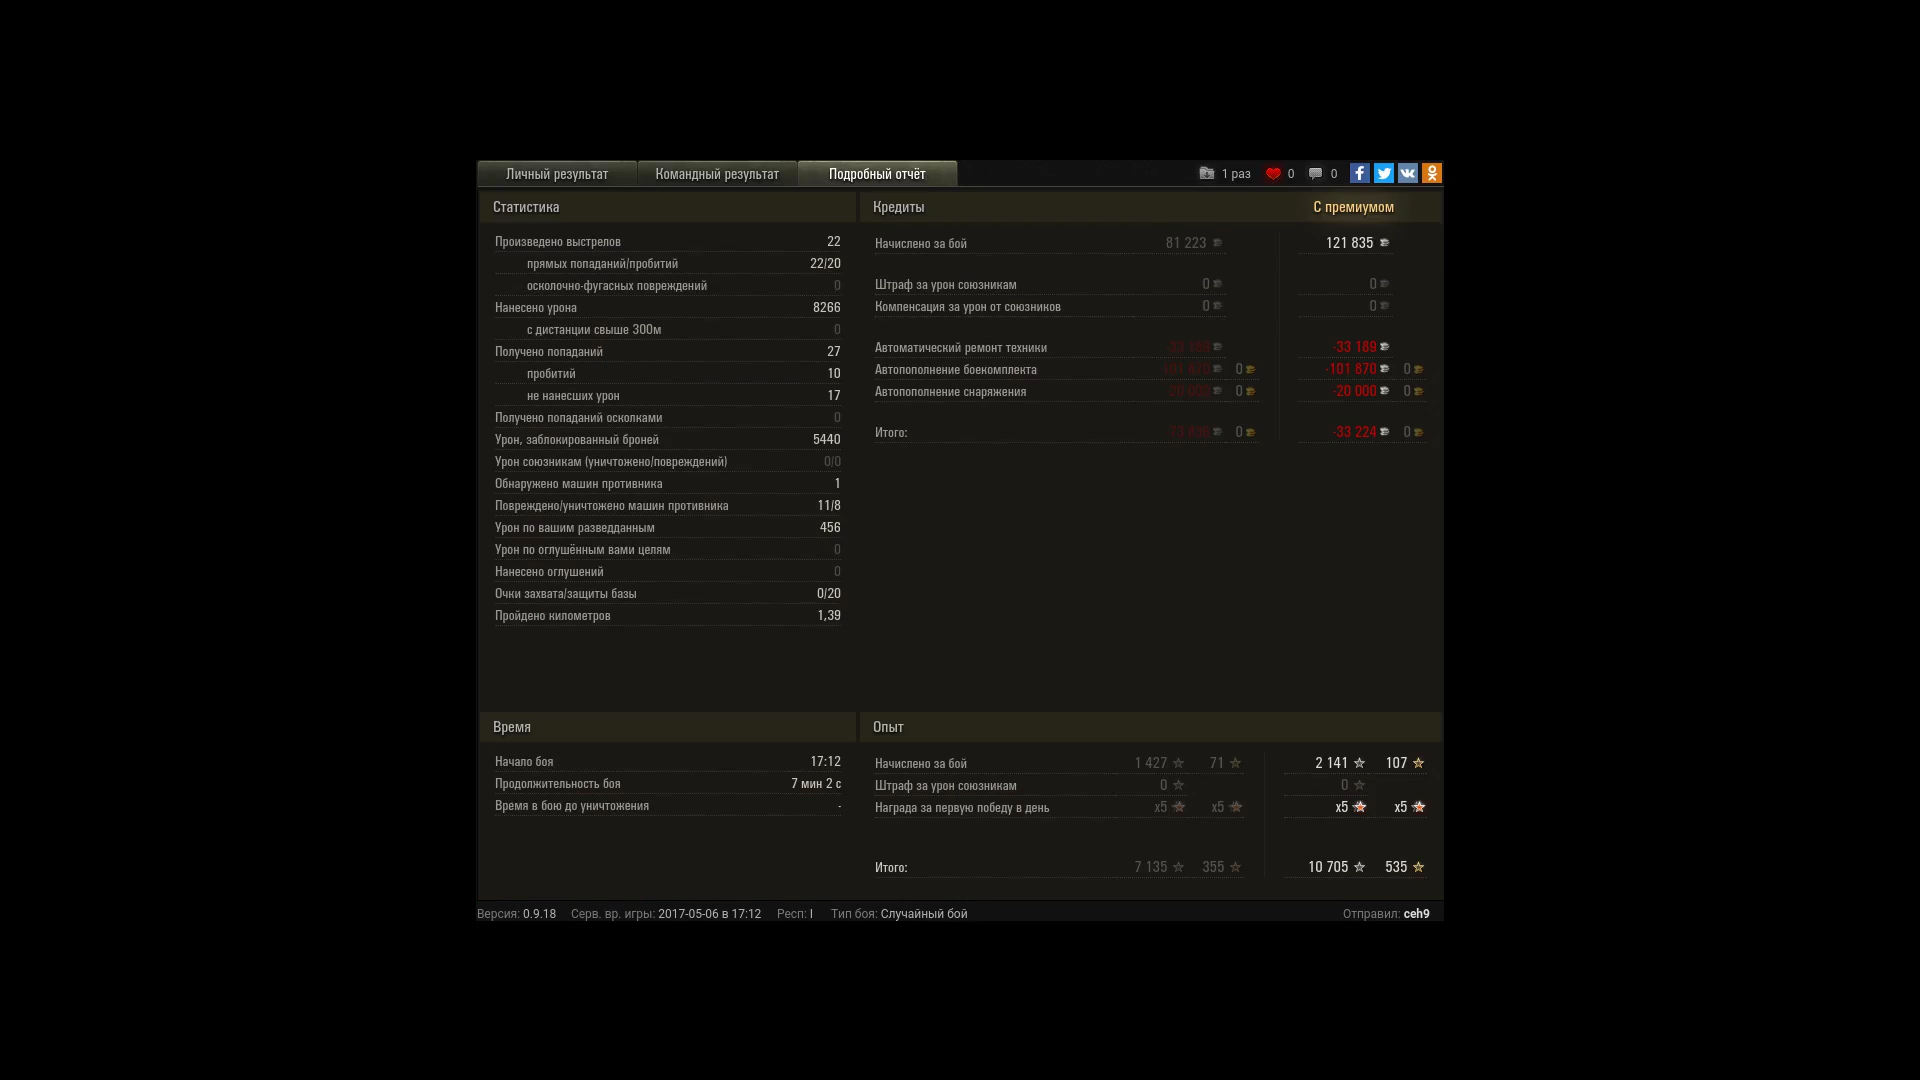 Личный результат Командный результат Подробный отчёт 1 раз 0 0
Статистика
Произведено выстрелов 22
прямых попаданий/пробитий 22/20
осколочно-фугасных повреждений 0
Нанесено урона 8266
с дистанции свыше 300м 0
Получено попаданий 27
пробитий 10
не нанесших урон 17
Получено попаданий осколками 0
Урон, заблокированный броней 5440
Урон союзникам (уничтожено/повреждений) 0/0
Обнаружено машин противника 1
Повреждено/уничтожено машин противника 11/8
Урон по вашим разведданным 456
Урон по оглушённым вами целям 0
Нанесено оглушений 0
Очки захвата/защиты базы 0/20
Пройдено километров 1,39
Кредиты С премиумом
Начислено за бой 81 223 121 835
Штраф за урон союзникам 0 0
Компенсация за урон от союзников 0 0
Автоматический ремонт техники -33 189 -33 189
Автопополнение боекомплекта -101 870 0 -101 870 0
Автопополнение снаряжения -20 000 0 -20 000 0
Итого: 0 -33 224 0
Время
Начало боя 17:12
Продолжительность боя 7 мин 2 с
Время в бою до уничтожения -
Опыт
Начислено за бой 1 427 71 2 141 107
Штраф за урон союзникам 0 0
Награда за первую победу в день x5 x5 x5 x5
Итого: 7 135 355 10 705 535
Версия: 0.9.18 Серв. вр. игры: 2017-05-06 в 17:12 Респ: I Тип боя: Случайный бой Отправил: ceh9